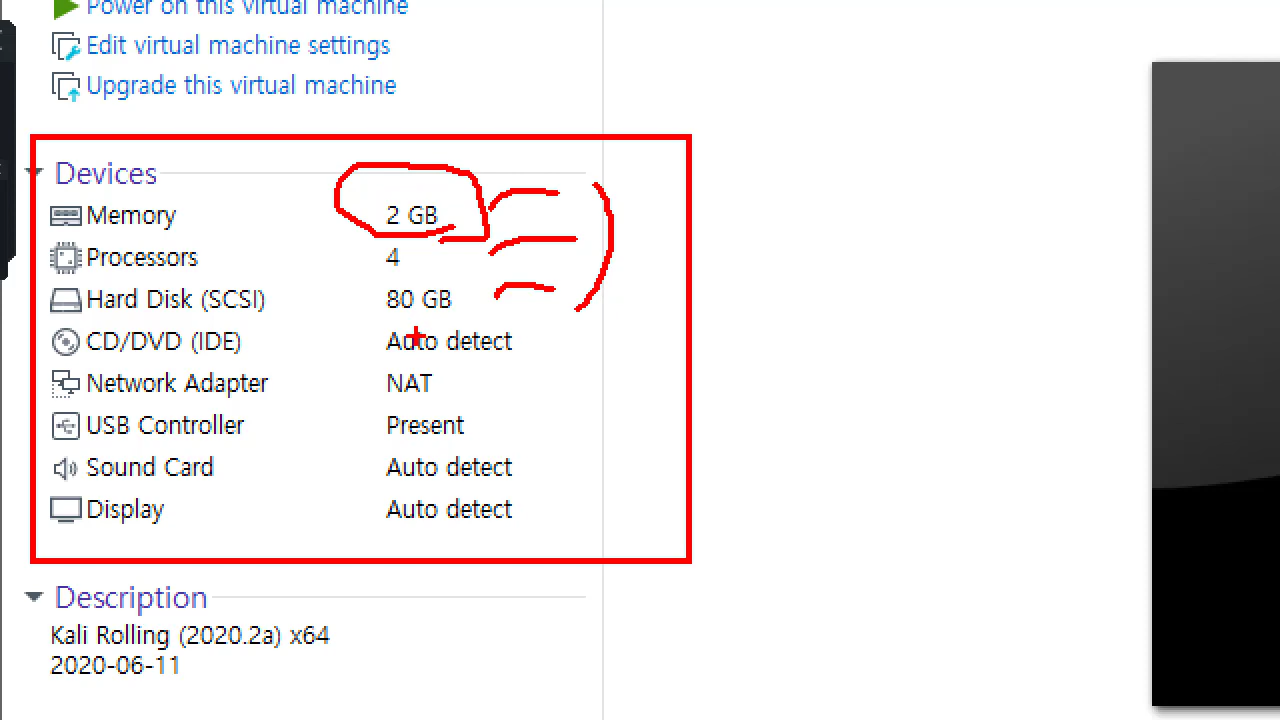 Power on this virtual machine
Edit virtual machine settings
Upgrade this virtual machine
Devices
Memory 2 GB
Processors 4
Hard Disk (SCSI) 80 GB
CD/DVD (IDE) Auto detect
Network Adapter NAT
USB Controller Present
Sound Card Auto detect
Display Auto detect
Description
Kali Rolling (2020.2a) x64
2020-06-11